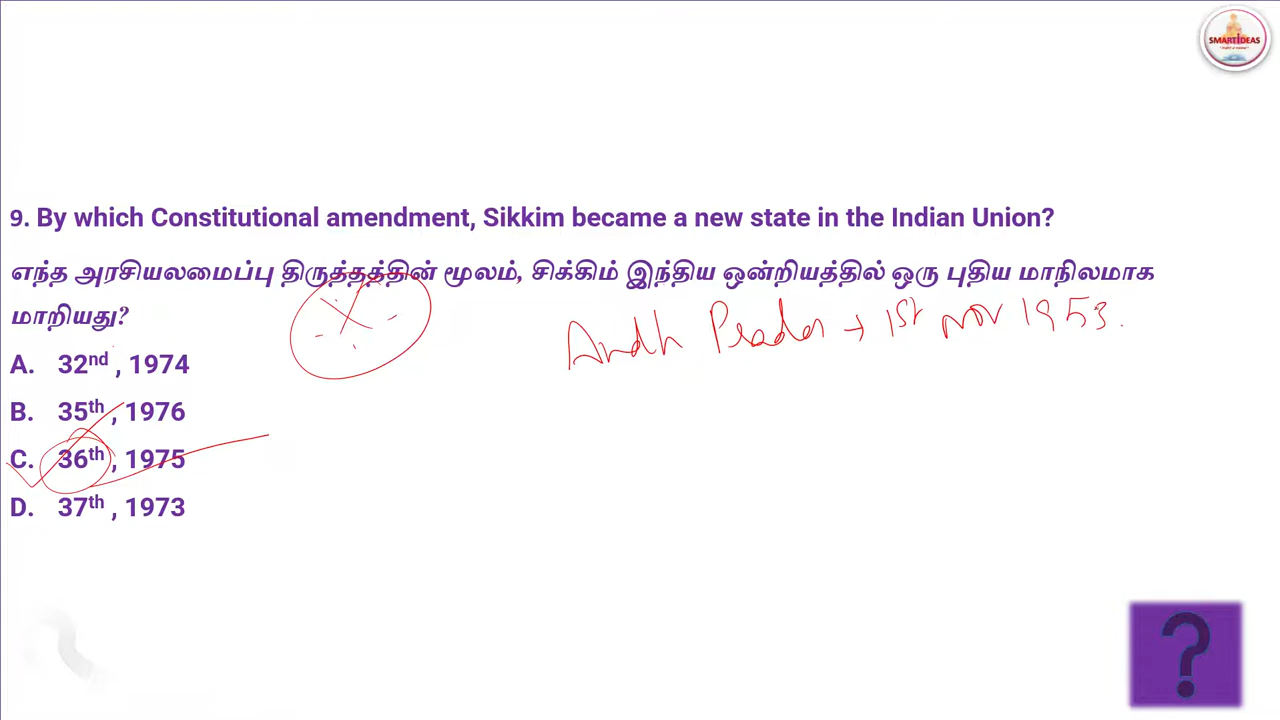 SMARTIDEAS
9. By which Constitutional amendment, Sikkim became a new state in the Indian Union?
எந்த அரசியலமைப்பு திருத்தத்தின் மூலம், சிக்கிம் இந்திய ஒன்றியத்தில் ஒரு புதிய மாநிலமாக
மாறியது?
Andh Prades → 1st nov 1953.
A. 32nd , 1974
B. 35th , 1976
C. 36th , 1975
D. 37th , 1973
?